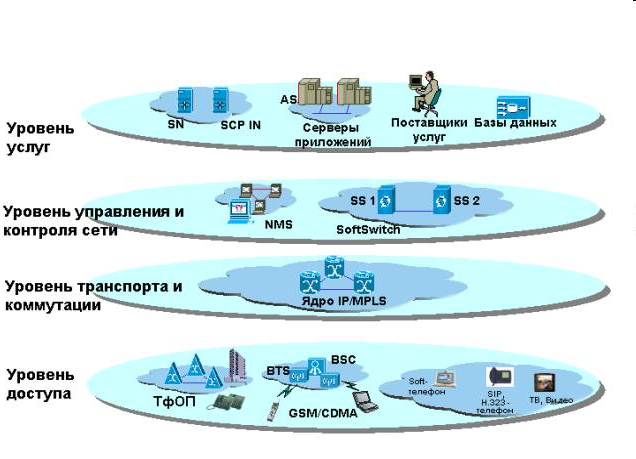 Уровень
услуг
SN
SCP IN
AS
Серверы
приложений
Поставщики
услуг
Базы данных
Уровень управления и
контроля сети
NMS
SS 1
SS 2
SoftSwitch
Уровень транспорта и
коммутации
Ядро IP/MPLS
Уровень
доступа
ТфОП
BTS
BSC
GSM/CDMA
Soft-
телефон
SIP,
H.323-
телефон
ТВ, Видео